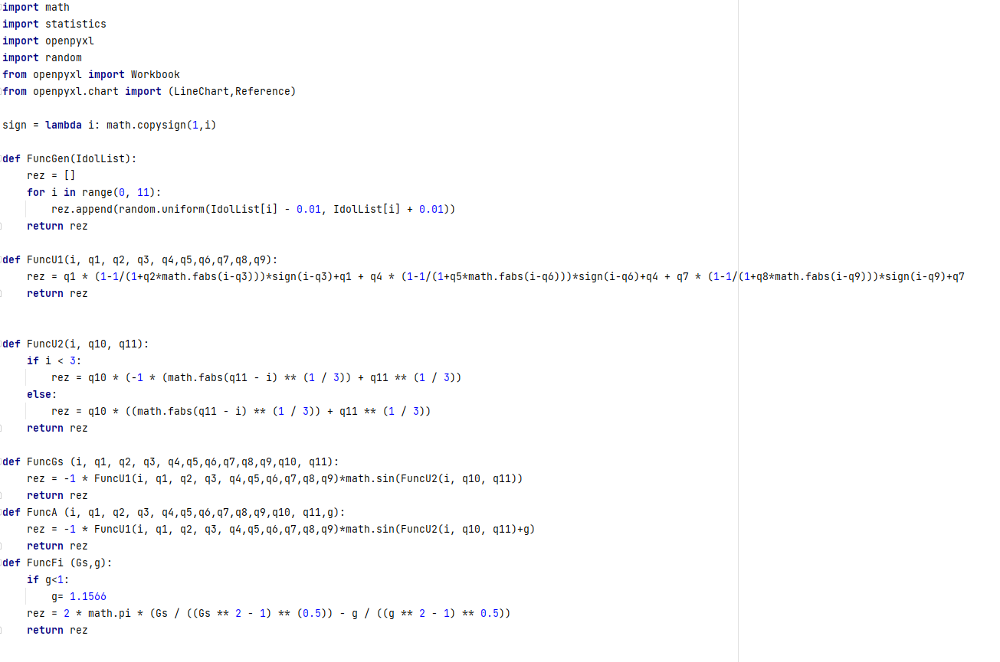 import math
import statistics
import openpyxl
import random
from openpyxl import Workbook
from openpyxl.chart import (LineChart,Reference)

sign = lambda i: math.copysign(1,i)

def FuncGen(IdolList):
    rez = []
    for i in range(0, 11):
        rez.append(random.uniform(IdolList[i] - 0.01, IdolList[i] + 0.01))
    return rez

def FuncU1(i, q1, q2, q3, q4,q5,q6,q7,q8,q9):
    rez = q1 * (1-1/(1+q2*math.fabs(i-q3)))*sign(i-q3)+q1 + q4 * (1-1/(1+q5*math.fabs(i-q6)))*sign(i-q6)+q4 + q7 * (1-1/(1+q8*math.fabs(i-q9)))*sign(i-q9)+q7
    return rez


def FuncU2(i, q10, q11):
    if i < 3:
        rez = q10 * (-1 * (math.fabs(q11 - i) ** (1 / 3)) + q11 ** (1 / 3))
    else:
        rez = q10 * ((math.fabs(q11 - i) ** (1 / 3)) + q11 ** (1 / 3))
    return rez

def FuncGs (i, q1, q2, q3, q4,q5,q6,q7,q8,q9,q10, q11):
    rez = -1 * FuncU1(i, q1, q2, q3, q4,q5,q6,q7,q8,q9)*math.sin(FuncU2(i, q10, q11))
    return rez
def FuncA (i, q1, q2, q3, q4,q5,q6,q7,q8,q9,q10, q11,g):
    rez = -1 * FuncU1(i, q1, q2, q3, q4,q5,q6,q7,q8,q9)*math.sin(FuncU2(i, q10, q11)+g)
    return rez
def FuncFi (Gs,g):
    if g<1:
        g= 1.1566
    rez = 2 * math.pi * (Gs / ((Gs ** 2 - 1) ** (0.5)) - g / ((g ** 2 - 1) ** 0.5))
    return rez